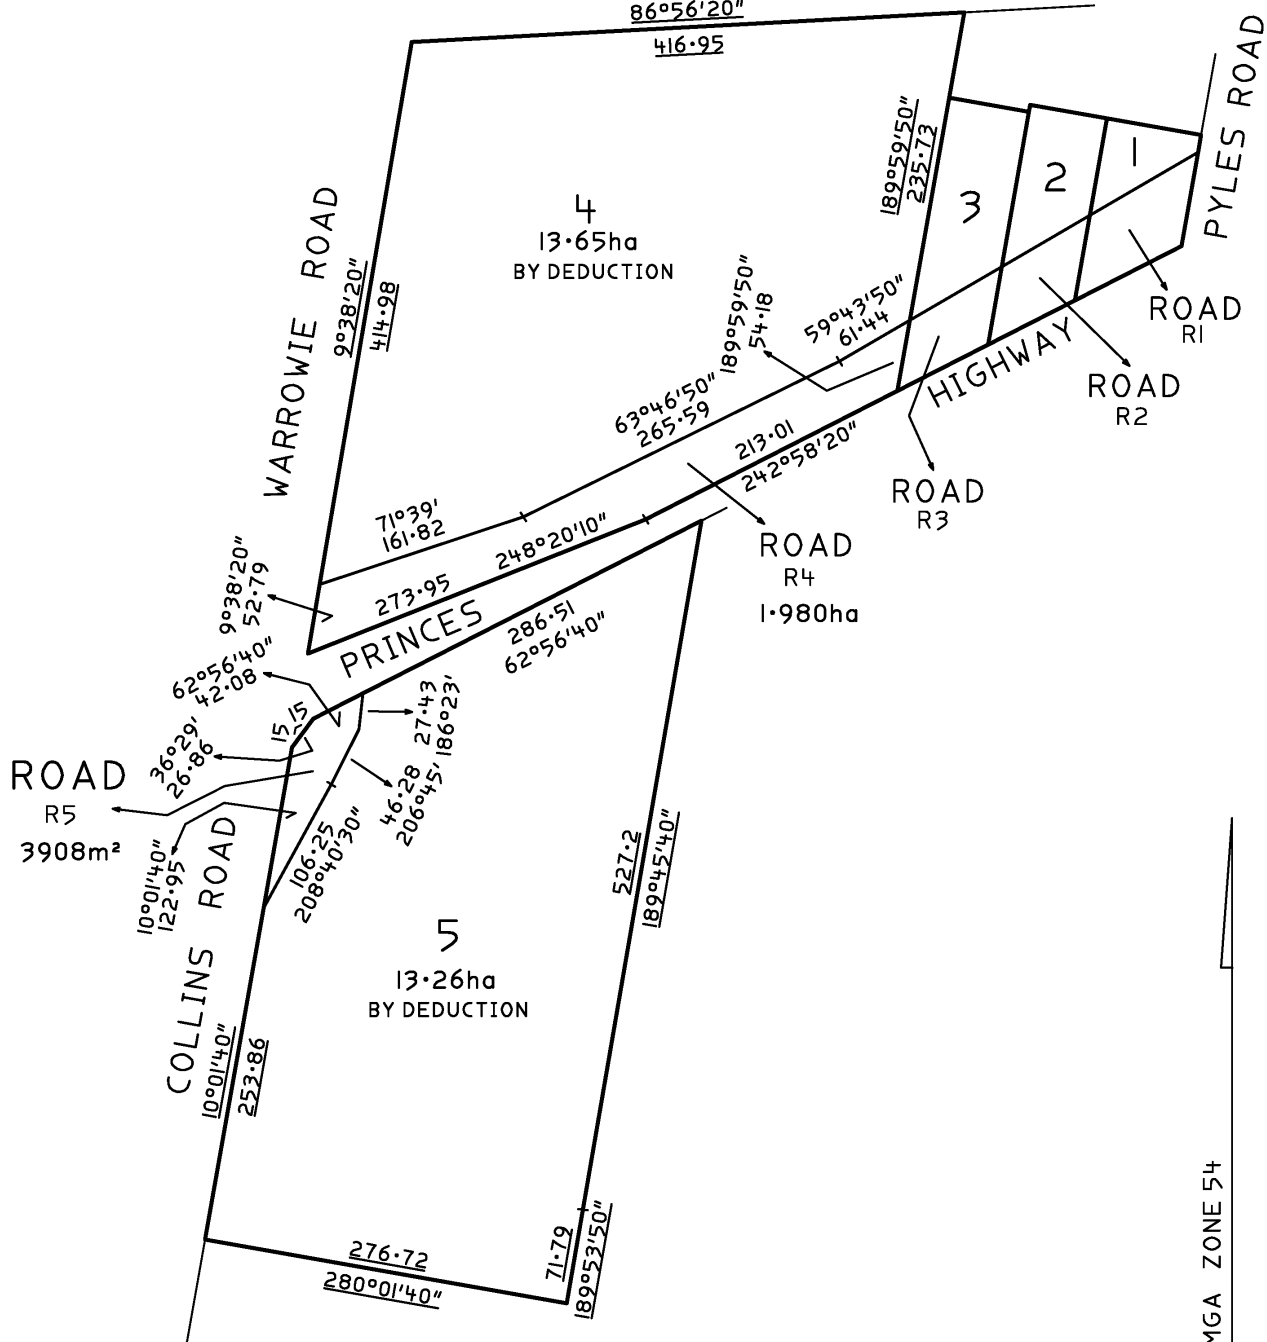 86°56'20"
416·95
PYLES ROAD
189°59'50"
235·73
1
2
3
4
13·65ha
BY DEDUCTION
WARROWIE ROAD
9°38'20"
414·98
189°59'50"
54·18
59°43'50"
61·44
ROAD
R1
HIGHWAY
ROAD
R2
63°46'50"
265·59
213·01
242°58'20"
ROAD
R3
71°39'
161·82
248°20'10"
273·95
ROAD
R4
1·980ha
9°38'20"
52·79
PRINCES
286·51
62°56'40"
62°56'40"
42·08
15
15
27·43
186°23'
36°29'
26·86
46·28
206°45'
ROAD
R5
3908m²
10°01'40"
122·95
106·25
208°40'30"
527·2
189°45'40"
COLLINS ROAD
5
13·26ha
BY DEDUCTION
10°01'40"
253·86
276·72
280°01'40"
71·79
189°53'50"
MGA ZONE 54